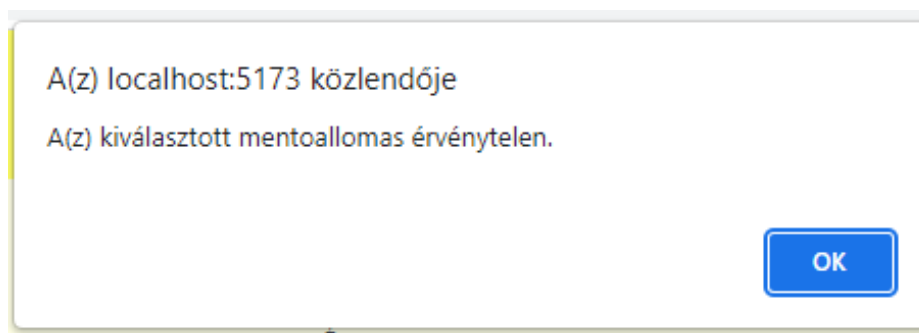 A(z) localhost:5173 közlendője
A(z) kiválasztott mentoallomas érvénytelen.
OK